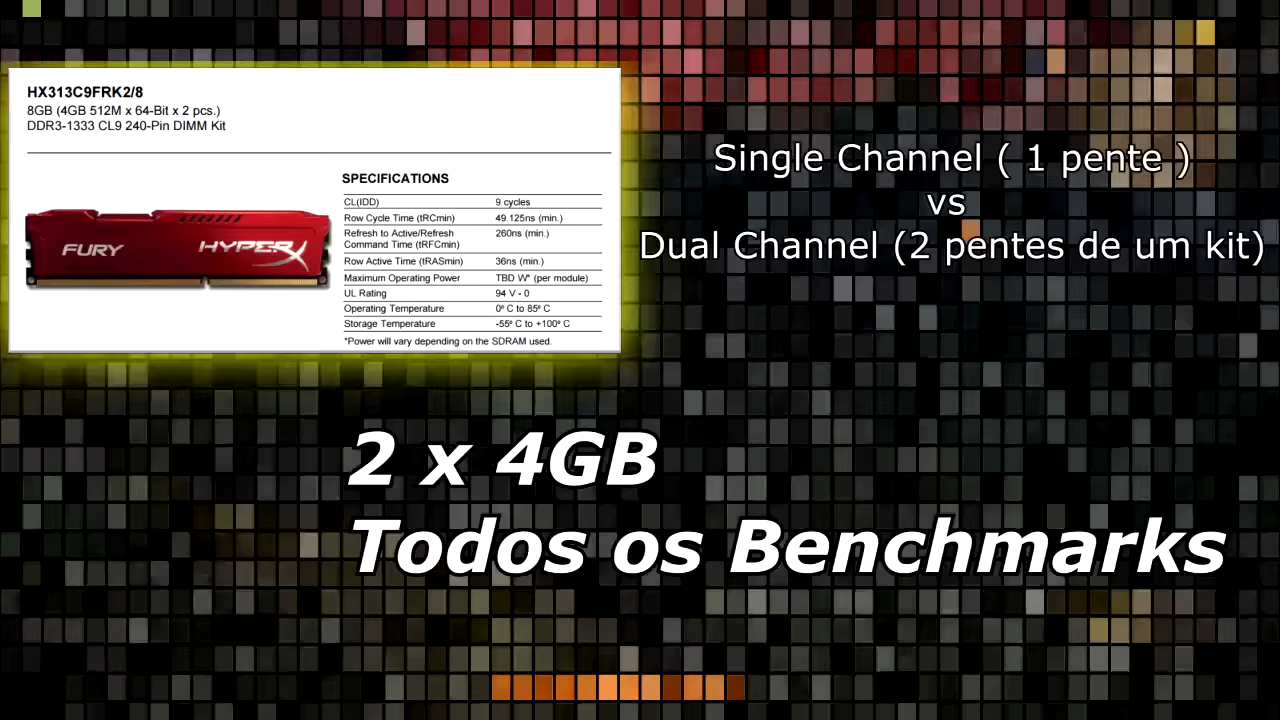 HX313C9FRK2/8
8GB (4GB 512M x 64-Bit x 2 pcs.)
DDR3-1333 CL9 240-Pin DIMM Kit
SPECIFICATIONS
CL(IDD) 9 cycles
Row Cycle Time (tRCmin) 49.125ns (min.)
Refresh to Active/Refresh 260ns (min.)
Command Time (tRFCmin)
Row Active Time (tRASmin) 36ns (min.)
Maximum Operating Power TBD W* (per module)
UL Rating 94 V - 0
Operating Temperature 0º C to 85º C
Storage Temperature -55º C to +100º C
*Power will vary depending on the SDRAM used.
FURY HYPERX
Single Channel ( 1 pente )
vs
Dual Channel (2 pentes de um kit)
2 x 4GB
Todos os Benchmarks